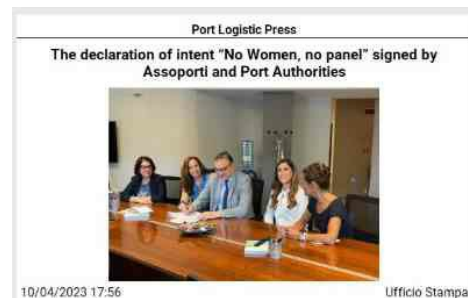 Port Logistic Press
The declaration of intent “No Women, no panel” signed by
Assoporti and Port Authorities
10/04/2023 17:56
Ufficio Stampa